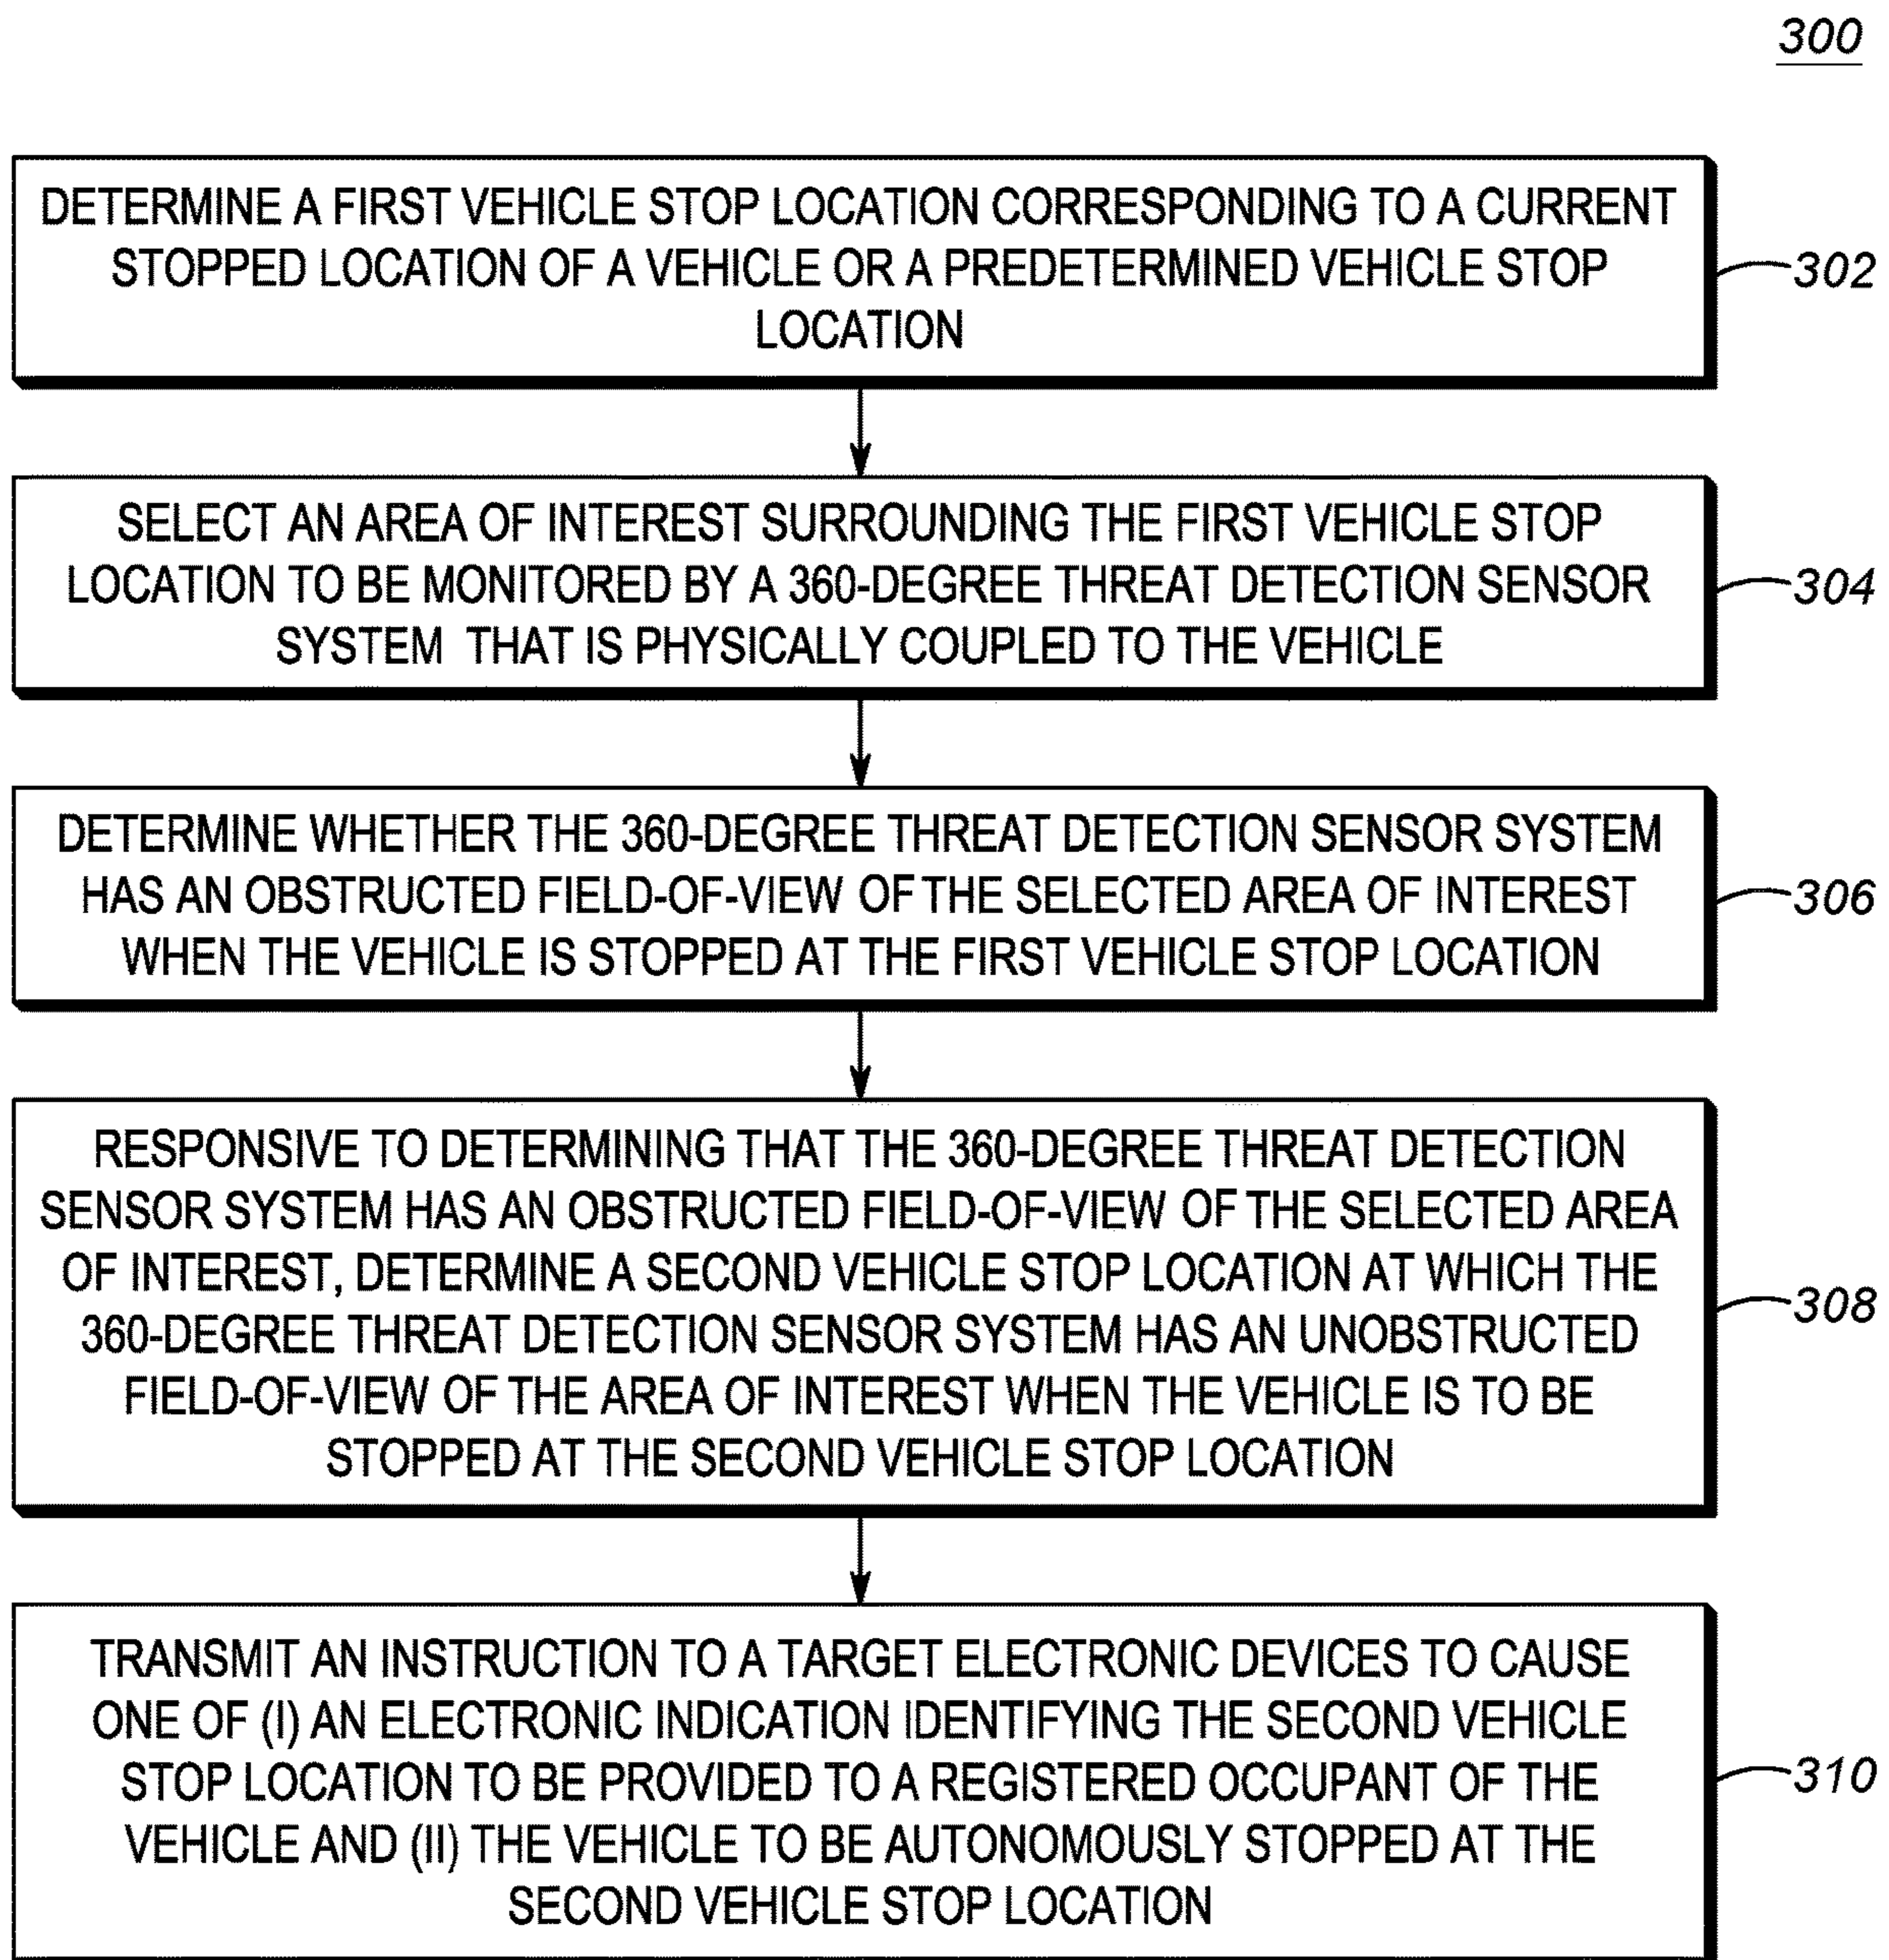 300
DETERMINE A FIRST VEHICLE STOP LOCATION CORRESPONDING TO A CURRENT
STOPPED LOCATION OF A VEHICLE OR A PREDETERMINED VEHICLE STOP
LOCATION
302
SELECT AN AREA OF INTEREST SURROUNDING THE FIRST VEHICLE STOP
LOCATION TO BE MONITORED BY A 360-DEGREE THREAT DETECTION SENSOR
SYSTEM THAT IS PHYSICALLY COUPLED TO THE VEHICLE
304
DETERMINE WHETHER THE 360-DEGREE THREAT DETECTION SENSOR SYSTEM
HAS AN OBSTRUCTED FIELD-OF-VIEW OF THE SELECTED AREA OF INTEREST
WHEN THE VEHICLE IS STOPPED AT THE FIRST VEHICLE STOP LOCATION
306
RESPONSIVE TO DETERMINING THAT THE 360-DEGREE THREAT DETECTION
SENSOR SYSTEM HAS AN OBSTRUCTED FIELD-OF-VIEW OF THE SELECTED AREA
OF INTEREST, DETERMINE A SECOND VEHICLE STOP LOCATION AT WHICH THE
360-DEGREE THREAT DETECTION SENSOR SYSTEM HAS AN UNOBSTRUCTED
FIELD-OF-VIEW OF THE AREA OF INTEREST WHEN THE VEHICLE IS TO BE
STOPPED AT THE SECOND VEHICLE STOP LOCATION
308
TRANSMIT AN INSTRUCTION TO A TARGET ELECTRONIC DEVICES TO CAUSE
ONE OF (I) AN ELECTRONIC INDICATION IDENTIFYING THE SECOND VEHICLE
STOP LOCATION TO BE PROVIDED TO A REGISTERED OCCUPANT OF THE
VEHICLE AND (II) THE VEHICLE TO BE AUTONOMOUSLY STOPPED AT THE
SECOND VEHICLE STOP LOCATION
310